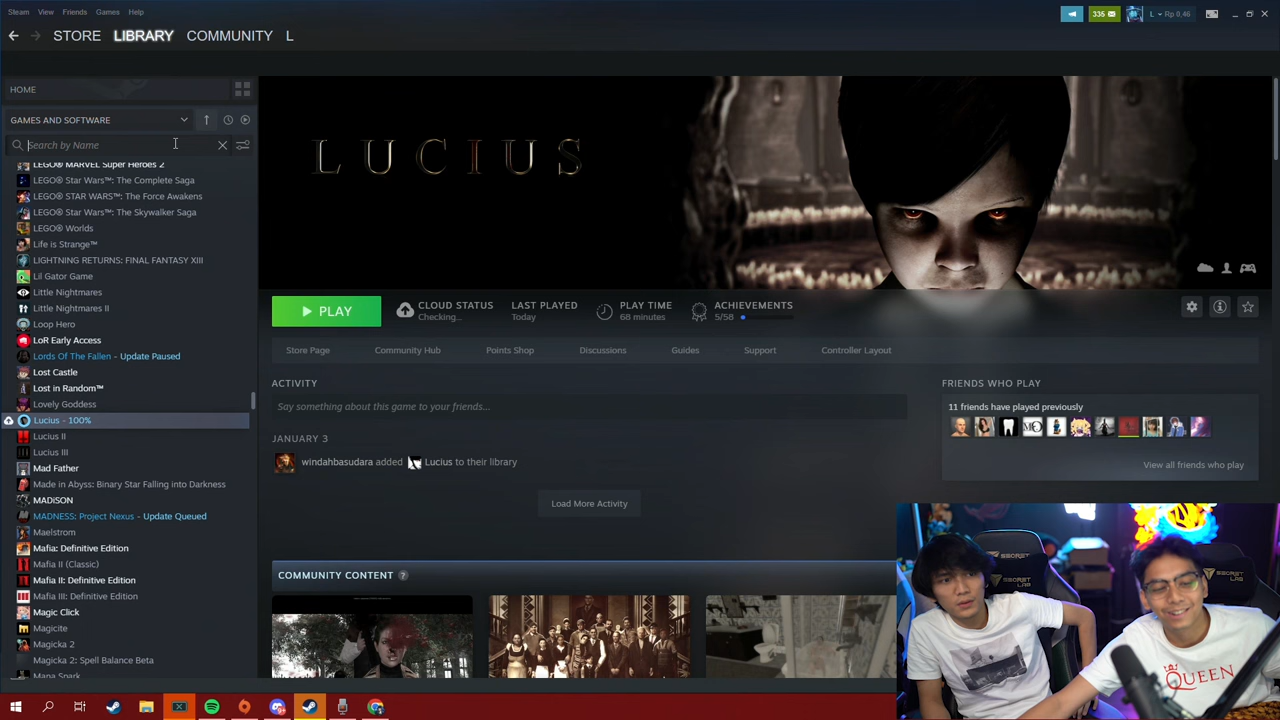 Steam View Friends Games Help
335 L Rp 0,46
STORE LIBRARY COMMUNITY L
HOME
GAMES AND SOFTWARE
Search by Name
LEGO® MARVEL Super Heroes 2
LEGO® Star Wars™: The Complete Saga
LEGO® STAR WARS™: The Force Awakens
LEGO® Star Wars™: The Skywalker Saga
LEGO® Worlds
Life is Strange™
LIGHTNING RETURNS: FINAL FANTASY XIII
Lil Gator Game
Little Nightmares
Little Nightmares II
Loop Hero
LoR Early Access
Lords Of The Fallen - Update Paused
Lost Castle
Lost in Random™
Lovely Goddess
Lucius - 100%
Lucius II
Lucius III
Mad Father
Made in Abyss: Binary Star Falling into Darkness
MADiSON
MADNESS: Project Nexus - Update Queued
Maelstrom
Mafia: Definitive Edition
Mafia II (Classic)
Mafia II: Definitive Edition
Mafia III: Definitive Edition
Magic Click
Magicite
Magicka 2
Magicka 2: Spell Balance Beta
LUCIUS
PLAY
CLOUD STATUS
Checking...
LAST PLAYED
Today
PLAY TIME
68 minutes
ACHIEVEMENTS
5/58
Store Page Community Hub Points Shop Discussions Guides Support Controller Layout
ACTIVITY
Say something about this game to your friends...
JANUARY 3
windahbasudara added Lucius to their library
Load More Activity
COMMUNITY CONTENT ?
FRIENDS WHO PLAY
11 friends have played previously
View all friends who play
SECRET
LAB
SECRET
LAB
QUEEN